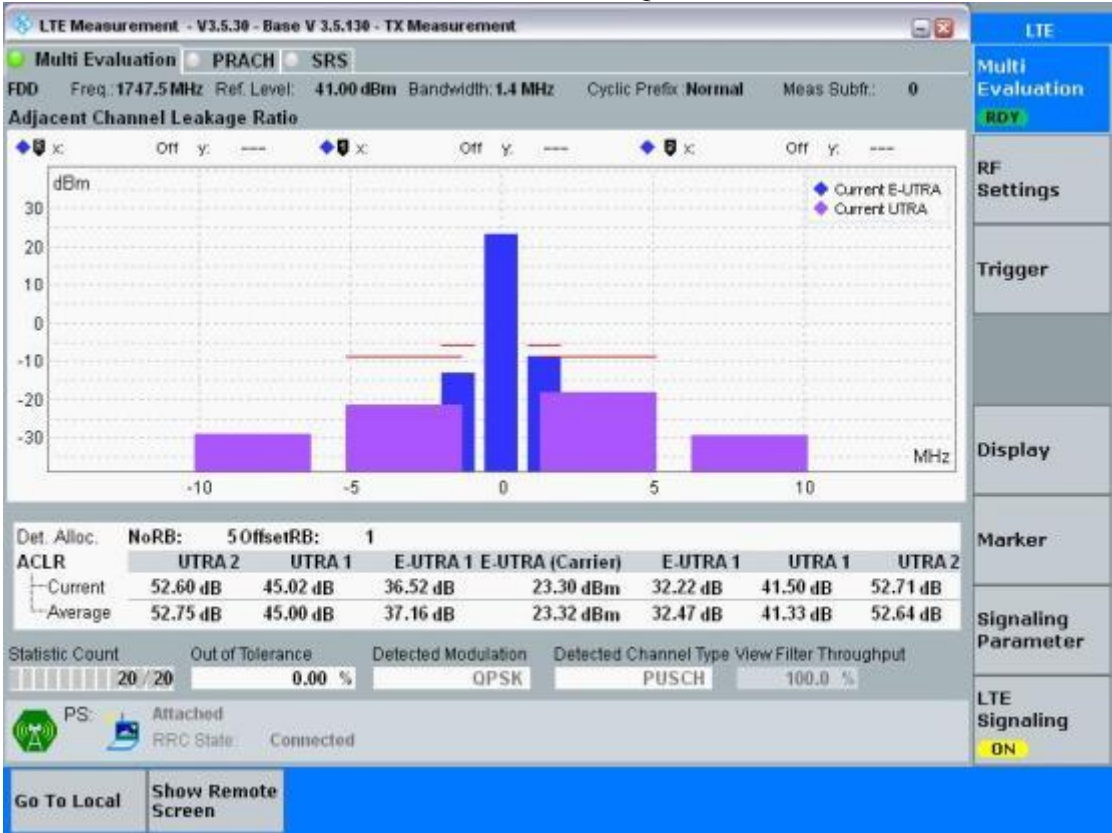 LTE Measurement - V3.5.30 - Base V 3.5.130 - TX Measurement
LTE
Multi Evaluation PRACH SRS
Multi
Evaluation
RDY
FDD Freq.: 1747.5 MHz Ref. Level: 41.00 dBm Bandwidth: 1.4 MHz Cyclic Prefix: Normal Meas Subfr.: 0
Adjacent Channel Leakage Ratio
x: Off y: --- x: Off y: --- x: Off y: ---
dBm
Current E-UTRA
Current UTRA
30
20
10
0
-10
-20
-30
MHz
-10 -5 0 5 10
RF
Settings
Trigger
Display
Marker
Signaling
Parameter
LTE
Signaling
ON
Det. Alloc. NoRB: 5 OffsetRB: 1
ACLR UTRA 2 UTRA 1 E-UTRA 1 E-UTRA (Carrier) E-UTRA 1 UTRA 1 UTRA 2
Current 52.60 dB 45.02 dB 36.52 dB 23.30 dBm 32.22 dB 41.50 dB 52.71 dB
Average 52.75 dB 45.00 dB 37.16 dB 23.32 dBm 32.47 dB 41.33 dB 52.64 dB
Statistic Count Out of Tolerance Detected Modulation Detected Channel Type View Filter Throughput
20 / 20 0.00 % QPSK PUSCH 100.0 %
PS: Attached
RRC State: Connected
Go To Local
Show Remote
Screen